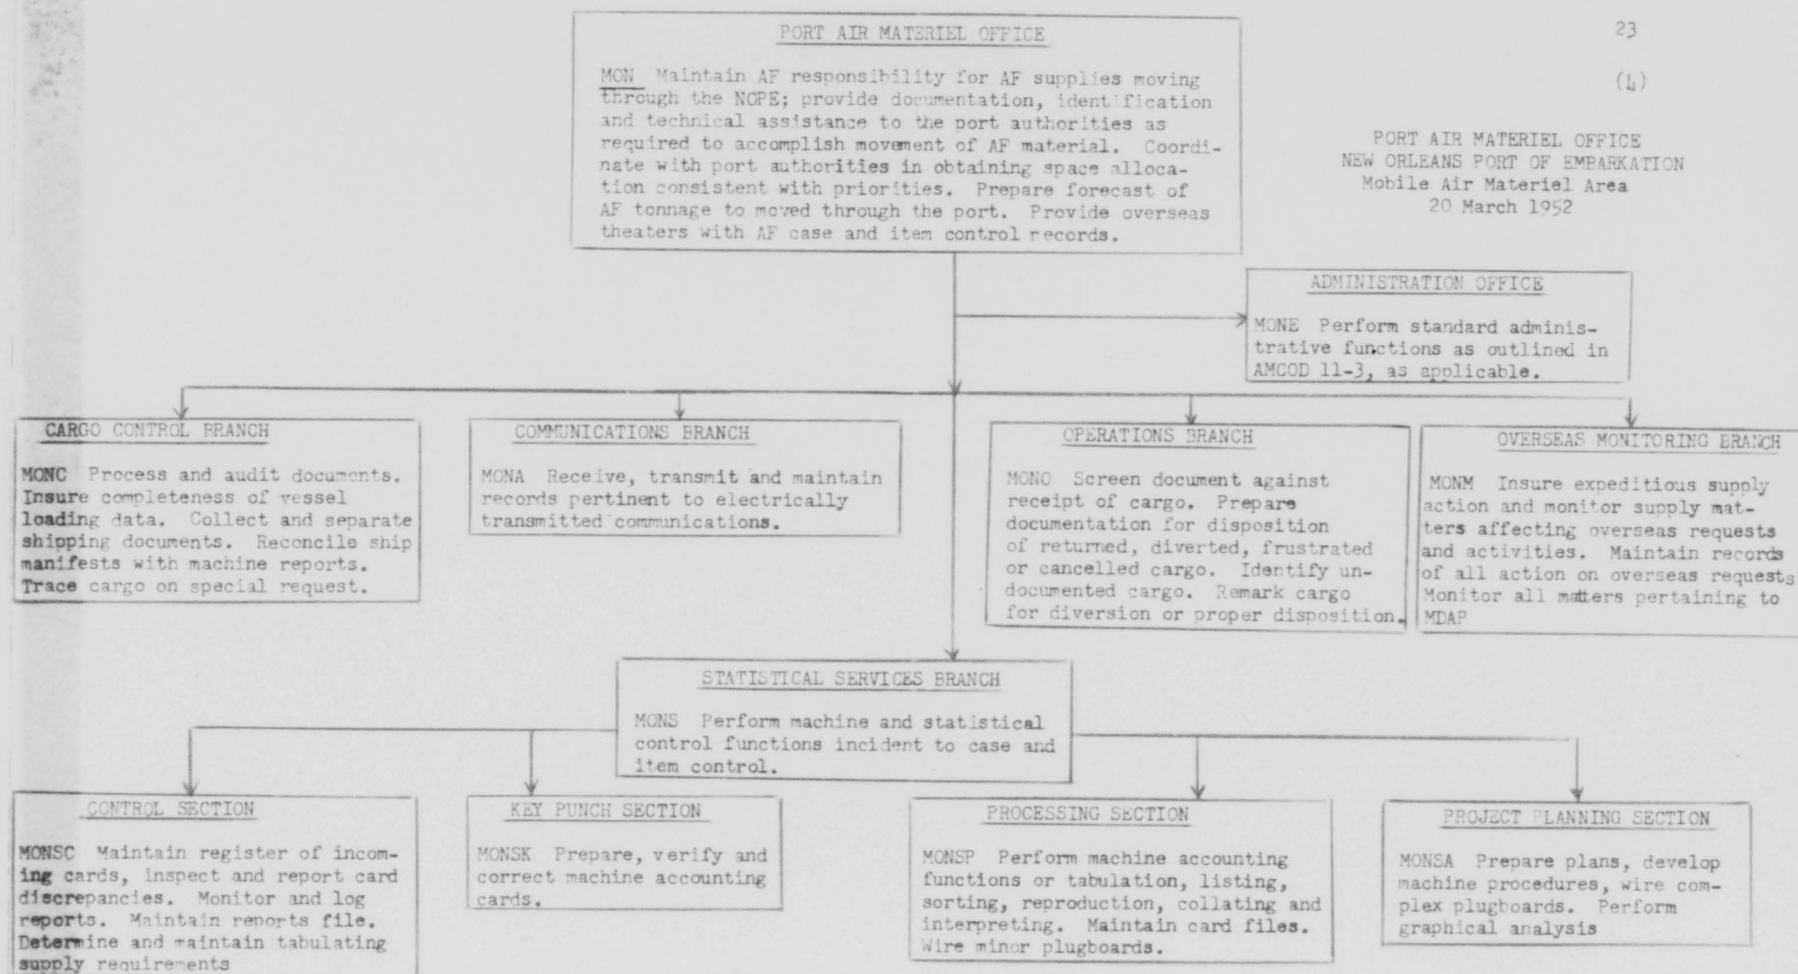 PORT AIR MATERIEL OFFICE
MON Maintain AF responsibility for AF supplies moving
through the NOPE; provide documentation, identification
and technical assistance to the port authorities as
required to accomplish movement of AF material. Coordi-
nate with port authorities in obtaining space alloca-
tion consistent with priorities. Prepare forecast of
AF tonnage to moved through the port. Provide overseas
theaters with AF case and item control records.
23
(4)
PORT AIR MATERIEL OFFICE
NEW ORLEANS PORT OF EMBARKATION
Mobile Air Materiel Area
20 March 1952
ADMINISTRATION OFFICE
MONE Perform standard adminis-
trative functions as outlined in
AMCOD 11-3, as applicable.
CARGO CONTROL BRANCH
MONC Process and audit documents.
Insure completeness of vessel
loading data. Collect and separate
shipping documents. Reconcile ship
manifests with machine reports.
Trace cargo on special request.
COMMUNICATIONS BRANCH
MONA Receive, transmit and maintain
records pertinent to electrically
transmitted communications.
OPERATIONS BRANCH
MONO Screen document against
receipt of cargo. Prepare
documentation for disposition
of returned, diverted, frustrated
or cancelled cargo. Identify un-
documented cargo. Remark cargo
for diversion or proper disposition.
OVERSEAS MONITORING BRANCH
MONM Insure expeditious supply
action and monitor supply mat-
ters affecting overseas requests
and activities. Maintain records
of all action on overseas requests
Monitor all matters pertaining to
MDAP
STATISTICAL SERVICES BRANCH
MONS Perform machine and statistical
control functions incident to case and
item control.
CONTROL SECTION
MONSC Maintain register of incom-
ing cards, inspect and report card
discrepancies. Monitor and log
reports. Maintain reports file.
Determine and maintain tabulating
supply requirements
KEY PUNCH SECTION
MONSK Prepare, verify and
correct machine accounting
cards.
PROCESSING SECTION
MONSP Perform machine accounting
functions or tabulation, listing,
sorting, reproduction, collating and
interpreting. Maintain card files.
Wire minor plugboards.
PROJECT PLANNING SECTION
MONSA Prepare plans, develop
machine procedures, wire com-
plex plugboards. Perform
graphical analysis